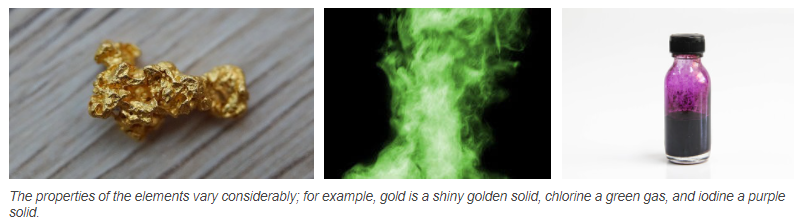 The properties of the elements vary considerably; for example, gold is a shiny golden solid, chlorine a green gas, and iodine a purple
solid.